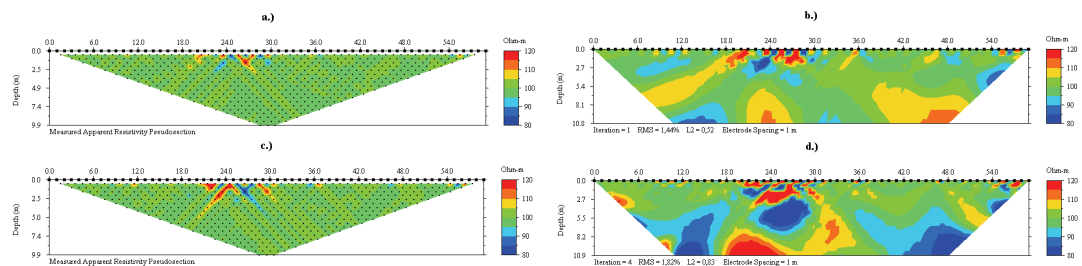 a.)
0.0 6.0 12.0 18.0 24.0 30.0 36.0 42.0 48.0 54.0 Ohm-m
0.0
2.5
4.9
7.4
9.9
Depth (m)
120
110
100
90
80
Measured Apparent Resistivity Pseudosection
b.)
0.0 6.0 12.0 18.0 24.0 30.0 36.0 42.0 48.0 54.0 Ohm-m
0.0
2.7
5.4
8.1
10.8
Depth (m)
120
110
100
90
80
Iteration = 1 RMS = 1,44% L2 = 0,52 Electrode Spacing = 1 m
c.)
0.0 6.0 12.0 18.0 24.0 30.0 36.0 42.0 48.0 54.0 Ohm-m
0.0
2.5
5.0
7.4
9.9
Depth (m)
120
110
100
90
80
Measured Apparent Resistivity Pseudosection
d.)
0.0 6.0 12.0 18.0 24.0 30.0 36.0 42.0 48.0 54.0 Ohm-m
0.0
2.7
5.5
8.2
10.9
Depth (m)
120
110
100
90
80
Iteration = 4 RMS = 1,82% L2 = 0,83 Electrode Spacing = 1 m